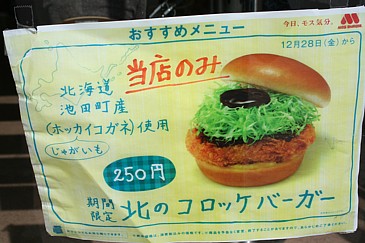 おすすめメニュー
今日、モス気分。
MOS BURGER
12月28日(金)から
当店のみ
北海道
池田町産
(ホッカイコガネ)使用
じゃがいも
250円
期間
限定
北のコロッケバーガー